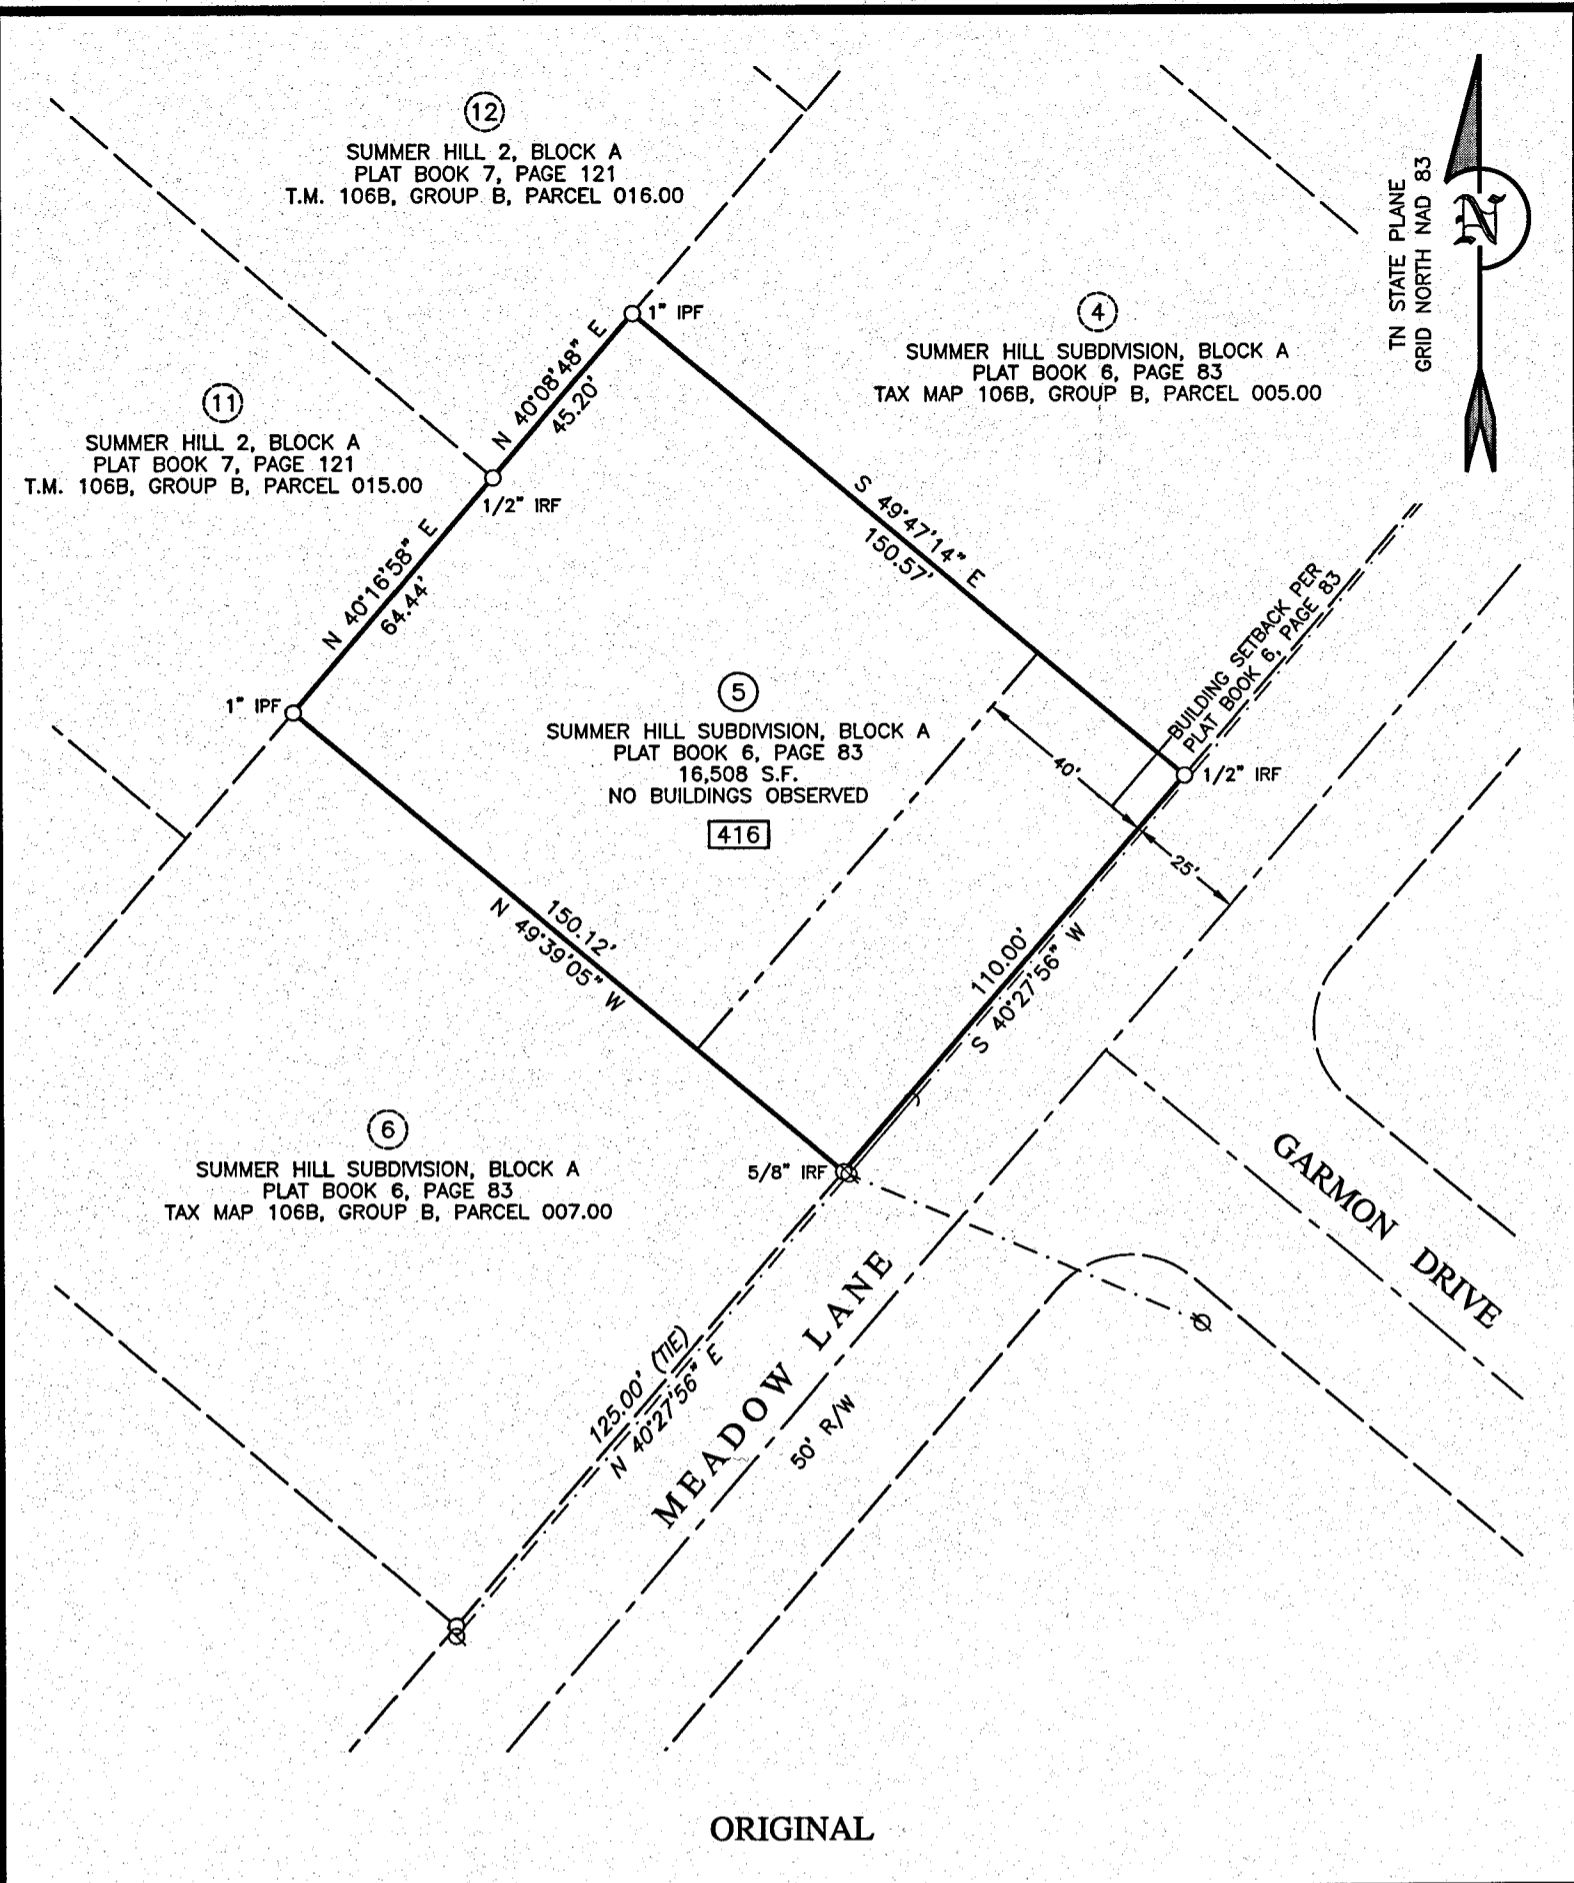 12
SUMMER HILL 2, BLOCK A
PLAT BOOK 7, PAGE 121
T.M. 106B, GROUP B, PARCEL 016.00
TN STATE PLANE
GRID NORTH NAD 83
N
1" IPF
4
SUMMER HILL SUBDIVISION, BLOCK A
PLAT BOOK 6, PAGE 83
TAX MAP 106B, GROUP B, PARCEL 005.00
N 40°08'48" E
45.20'
11
SUMMER HILL 2, BLOCK A
PLAT BOOK 7, PAGE 121
T.M. 106B, GROUP B, PARCEL 015.00
1/2" IRF
S 49°47'14" E
150.57'
N 40°16'58" E
64.44'
BUILDING SETBACK PER
PLAT BOOK 6, PAGE 83
1" IPF
5
SUMMER HILL SUBDIVISION, BLOCK A
PLAT BOOK 6, PAGE 83
16,508 S.F.
NO BUILDINGS OBSERVED
416
40'
1/2" IRF
25'
150.12'
N 49°39'05" W
110.00'
S 40°27'56" W
6
SUMMER HILL SUBDIVISION, BLOCK A
PLAT BOOK 6, PAGE 83
TAX MAP 106B, GROUP B, PARCEL 007.00
5/8" IRF
GARMON DRIVE
125.00' (TIE)
N 40°27'56" E
MEADOW LANE
50' R/W
ORIGINAL